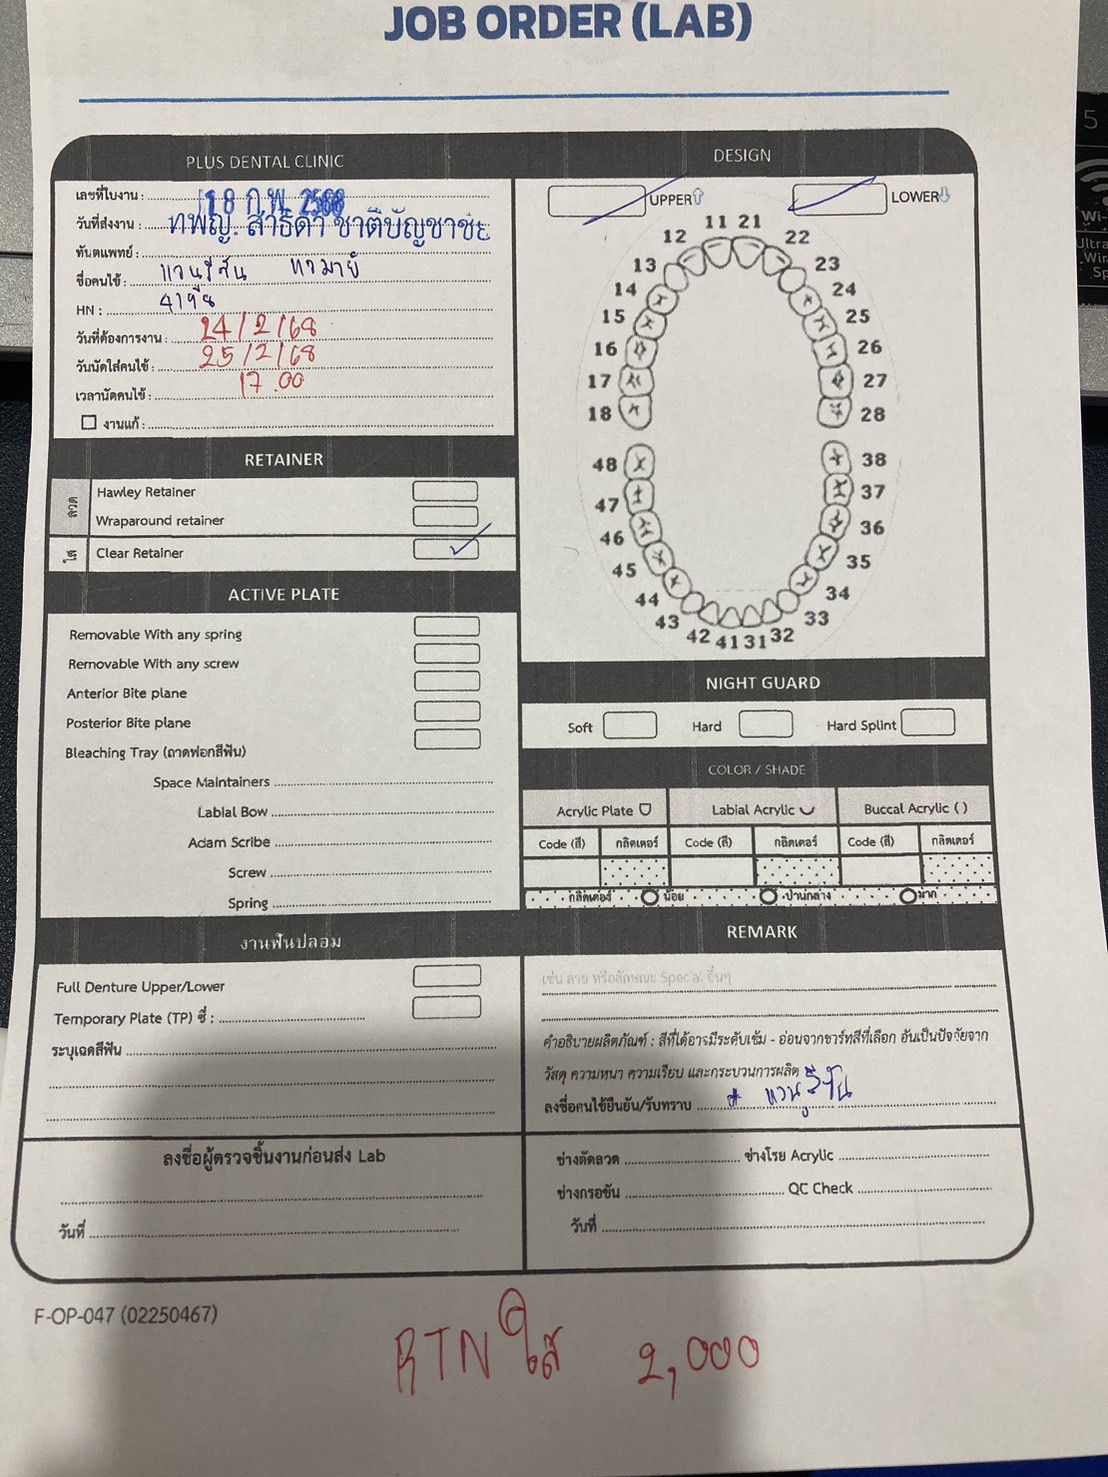 JOB ORDER (LAB)
PLUS DENTAL CLINIC
เลขที่ใบงาน :
18 ก.พ. 2568
วันที่ส่งงาน :
ทพญ. สาธิดา ชาติบัญชาชัย
ทันตแพทย์ :
ชื่อคนไข้ :
HN :
วันที่ต้องการงาน : 24/2/68
วันนัดใส่คนไข้ : 25/2/68
เวลานัดคนไข้ : 17.00
งานแก้ :
DESIGN
UPPER
LOWER
11 21
12 22
13 23
14 24
15 25
16 26
17 27
18 28
48 38
47 37
46 36
45 35
44 34
43 33
42 41 31 32
RETAINER
ลวด
Hawley Retainer
Wraparound retainer
ใส
Clear Retainer
ACTIVE PLATE
Removable With any spring
Removable With any screw
Anterior Bite plane
Posterior Bite plane
Bleaching Tray (ถาดฟอกสีฟัน)
Space Maintainers
Labial Bow
Adam Scribe
Screw
Spring
NIGHT GUARD
Soft Hard Hard Splint
COLOR / SHADE
Acrylic Plate Labial Acrylic Buccal Acrylic ( )
Code (สี) กลิตเตอร์ Code (สี) กลิตเตอร์ Code (สี) กลิตเตอร์
กลิตเตอร์ น้อย ปานกลาง มาก
งานฟันปลอม
Full Denture Upper/Lower
Temporary Plate (TP) ซี่ :
ระบุเฉดสีฟัน
REMARK
เช่น ลาย หรือลักษณะ Special อื่นๆ
คำอธิบายผลิตภัณฑ์ : สีที่ได้อาจมีระดับเข้ม - อ่อนจากชาร์ทสีที่เลือก อันเป็นปัจจัยจาก
วัสดุ ความหนา ความเรียบ และกระบวนการผลิต
ลงชื่อคนไข้ยืนยัน/รับทราบ
ลงชื่อผู้ตรวจชิ้นงานก่อนส่ง Lab
วันที่
ช่างดัดลวด ช่างโรย Acrylic
ช่างกรอขัน QC Check
วันที่
F-OP-047 (02250467)
RTN ใส 2,000